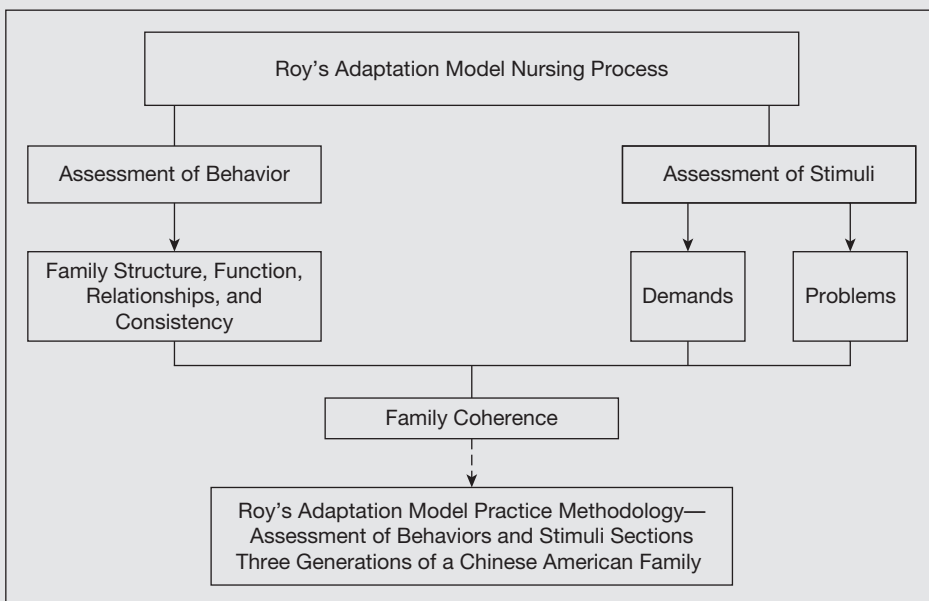 Roy’s Adaptation Model Nursing Process
Assessment of Behavior
Assessment of Stimuli
Family Structure, Function,
Relationships, and
Consistency
Demands
Problems
Family Coherence
Roy’s Adaptation Model Practice Methodology—
Assessment of Behaviors and Stimuli Sections
Three Generations of a Chinese American Family